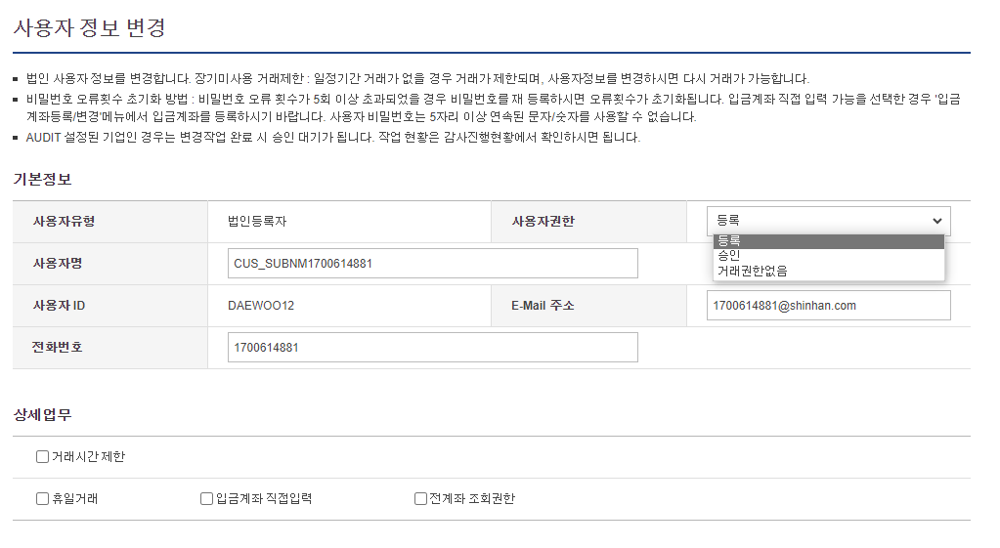 사용자 정보 변경
법인 사용자 정보를 변경합니다. 장기미사용 거래제한 : 일정기간 거래가 없을 경우 거래가 제한되며, 사용자정보를 변경하시면 다시 거래가 가능합니다.
비밀번호 오류횟수 초기화 방법 : 비밀번호 오류 횟수가 5회 이상 초과되었을 경우 비밀번호를 재 등록하시면 오류횟수가 초기화됩니다. 입금계좌 직접 입력 가능을 선택한 경우 '입금
계좌등록/변경'메뉴에서 입금계좌를 등록하시기 바랍니다. 사용자 비밀번호는 5자리 이상 연속된 문자/숫자를 사용할 수 없습니다.
AUDIT 설정된 기업인 경우는 변경작업 완료 시 승인 대기가 됩니다. 작업 현황은 감사진행현황에서 확인하시면 됩니다.
기본정보
사용자유형 법인등록자 사용자권한 등록
등록
승인
거래권한없음
사용자명 CUS_SUBNM1700614881
사용자 ID DAEWOO12 E-Mail 주소 1700614881@shinhan.com
전화번호 1700614881
상세업무
거래시간 제한
휴일거래 입금계좌 직접입력 전계좌 조회권한